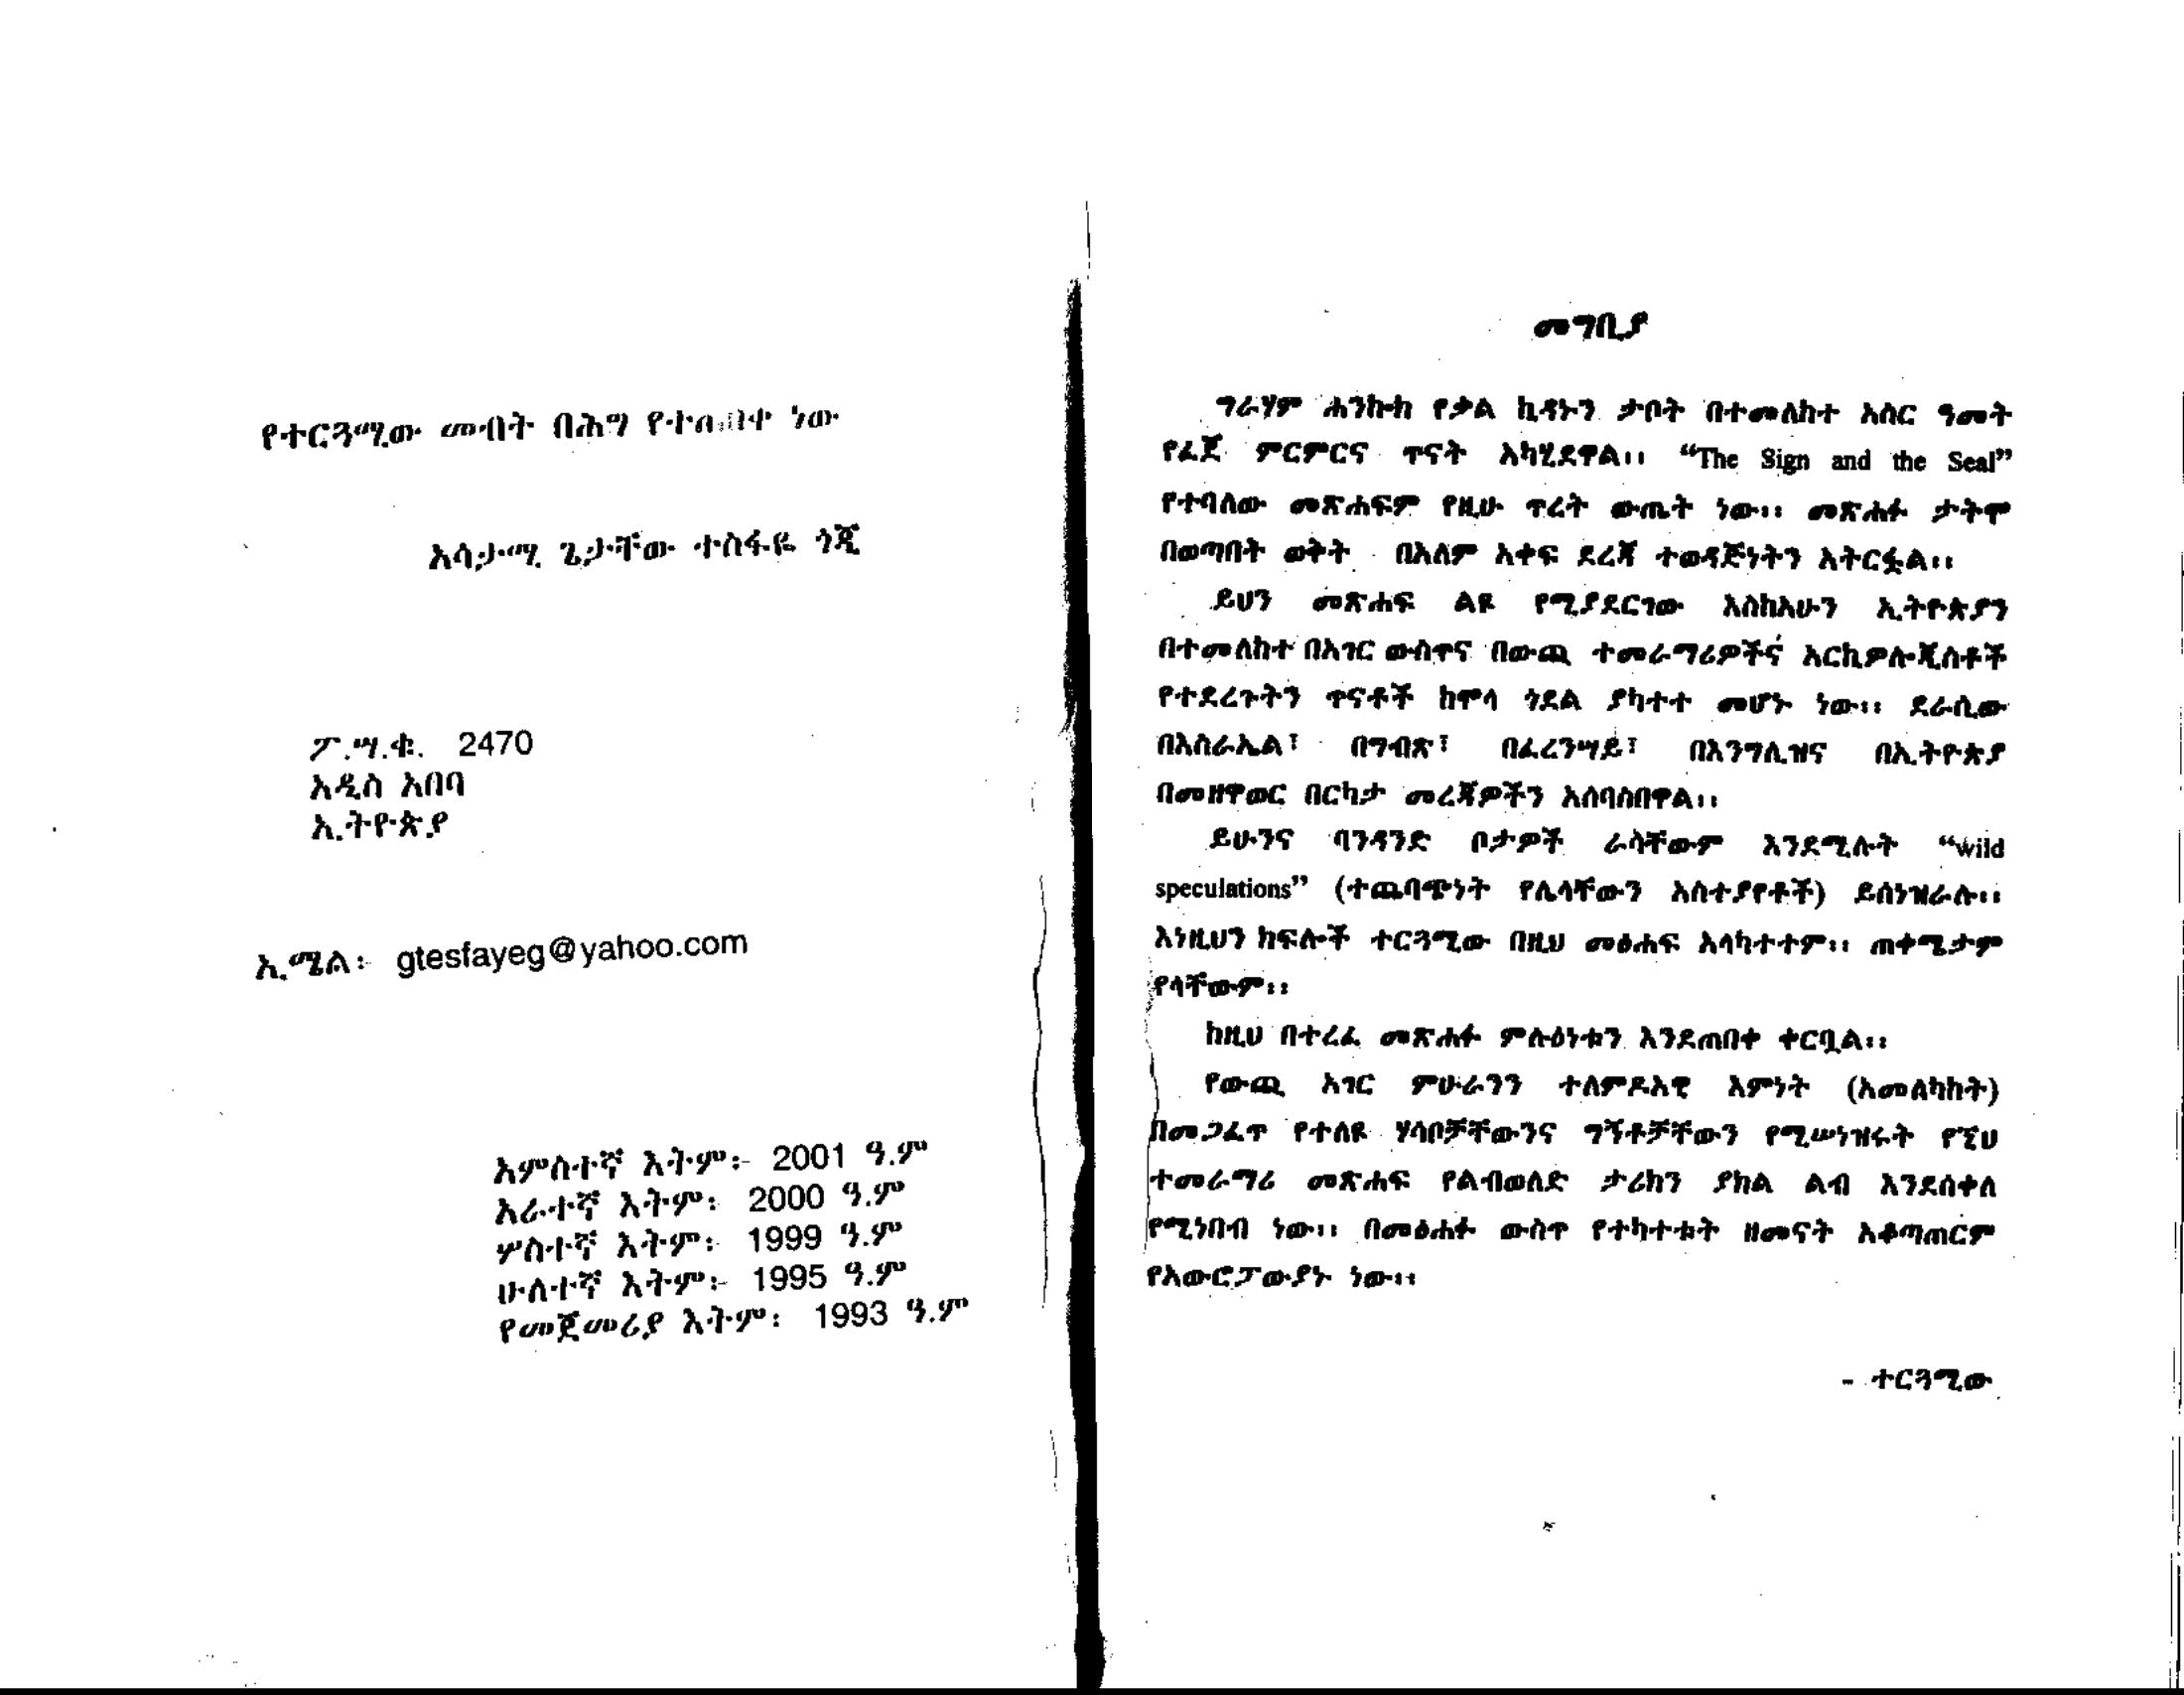 የተርጓሚው መብት በሕግ የተጠበቀ ነው
አሳታሚ ጌታቸው ተስፋዬ ጎጂ
ፖ.ሣ.ቁ. 2470
አዲስ አበባ
ኢትዮጵያ
ኢ.ሜል፡- gtesfayeg@yahoo.com
አምስተኛ እትም፡- 2001 ዓ.ም
አራተኛ እትም፡ 2000 ዓ.ም
ሦስተኛ እትም፡ 1999 ዓ.ም
ሁለተኛ እትም፡- 1995 ዓ.ም
የመጀመሪያ እትም፡ 1993 ዓ.ም
መግቢያ
ግራሃም ሐንኩክ የቃል ኪዳኑን ታቦት በተመለከተ አስር ዓመት
የፈጀ ምርምርና ጥናት አካሂደዋል፡፡ “The Sign and the Seal”
የተባለው መጽሐፍም የዚሁ ጥረት ውጤት ነው፡፡ መጽሐፉ ታትሞ
በወጣበት ወቅት በአለም አቀፍ ደረጃ ተወዳጅነትን አትርፏል፡፡
ይህን መጽሐፍ ልዩ የሚያደርገው እስከአሁን ኢትዮጵያን
በተመለከተ በአገር ውስጥና በውጪ ተመራማሪዎችና አርኪዎሎጂስቶች
የተደረጉትን ጥናቶች ከሞላ ጎደል ያካተተ መሆኑ ነው፡፡ ደራሲው
በእስራኤል፣ በግብጽ፣ በፈረንሣይ፣ በእንግሊዝና በኢትዮጵያ
በመዘዋወር በርካታ መረጃዎችን አሰባስበዋል፡፡
ይሁንና ባንዳንድ ቦታዎች ራሳቸውም እንደሚሉት “wild
speculations” (ተጨባጭነት የሌላቸውን አስተያየቶች) ይሰነዝራሉ፡፡
እነዚህን ክፍሎች ተርጓሚው በዚህ መፅሐፍ አላካተተም፡፡ ጠቀሜታም
የላቸውም፡፡
ከዚህ በተረፈ መጽሐፉ ምሉዕነቱን እንደጠበቀ ቀርቧል፡፡
የውጪ አገር ምሁራንን ተለምዶአዊ እምነት (አመለካከት)
በመጋፈጥ የተለዩ ሃሳቦቻቸውንና ግኝቶቻቸውን የሚሠነዝሩት የኚህ
ተመራማሪ መጽሐፍ የልብወለድ ታሪክን ያክል ልብ እንደሰቀለ
የሚነበብ ነው፡፡ በመፅሐፉ ውስጥ የተካተቱት ዘመናት አቆጣጠርም
የአውሮፓውያኑ ነው፡፡
- ተርጓሚው